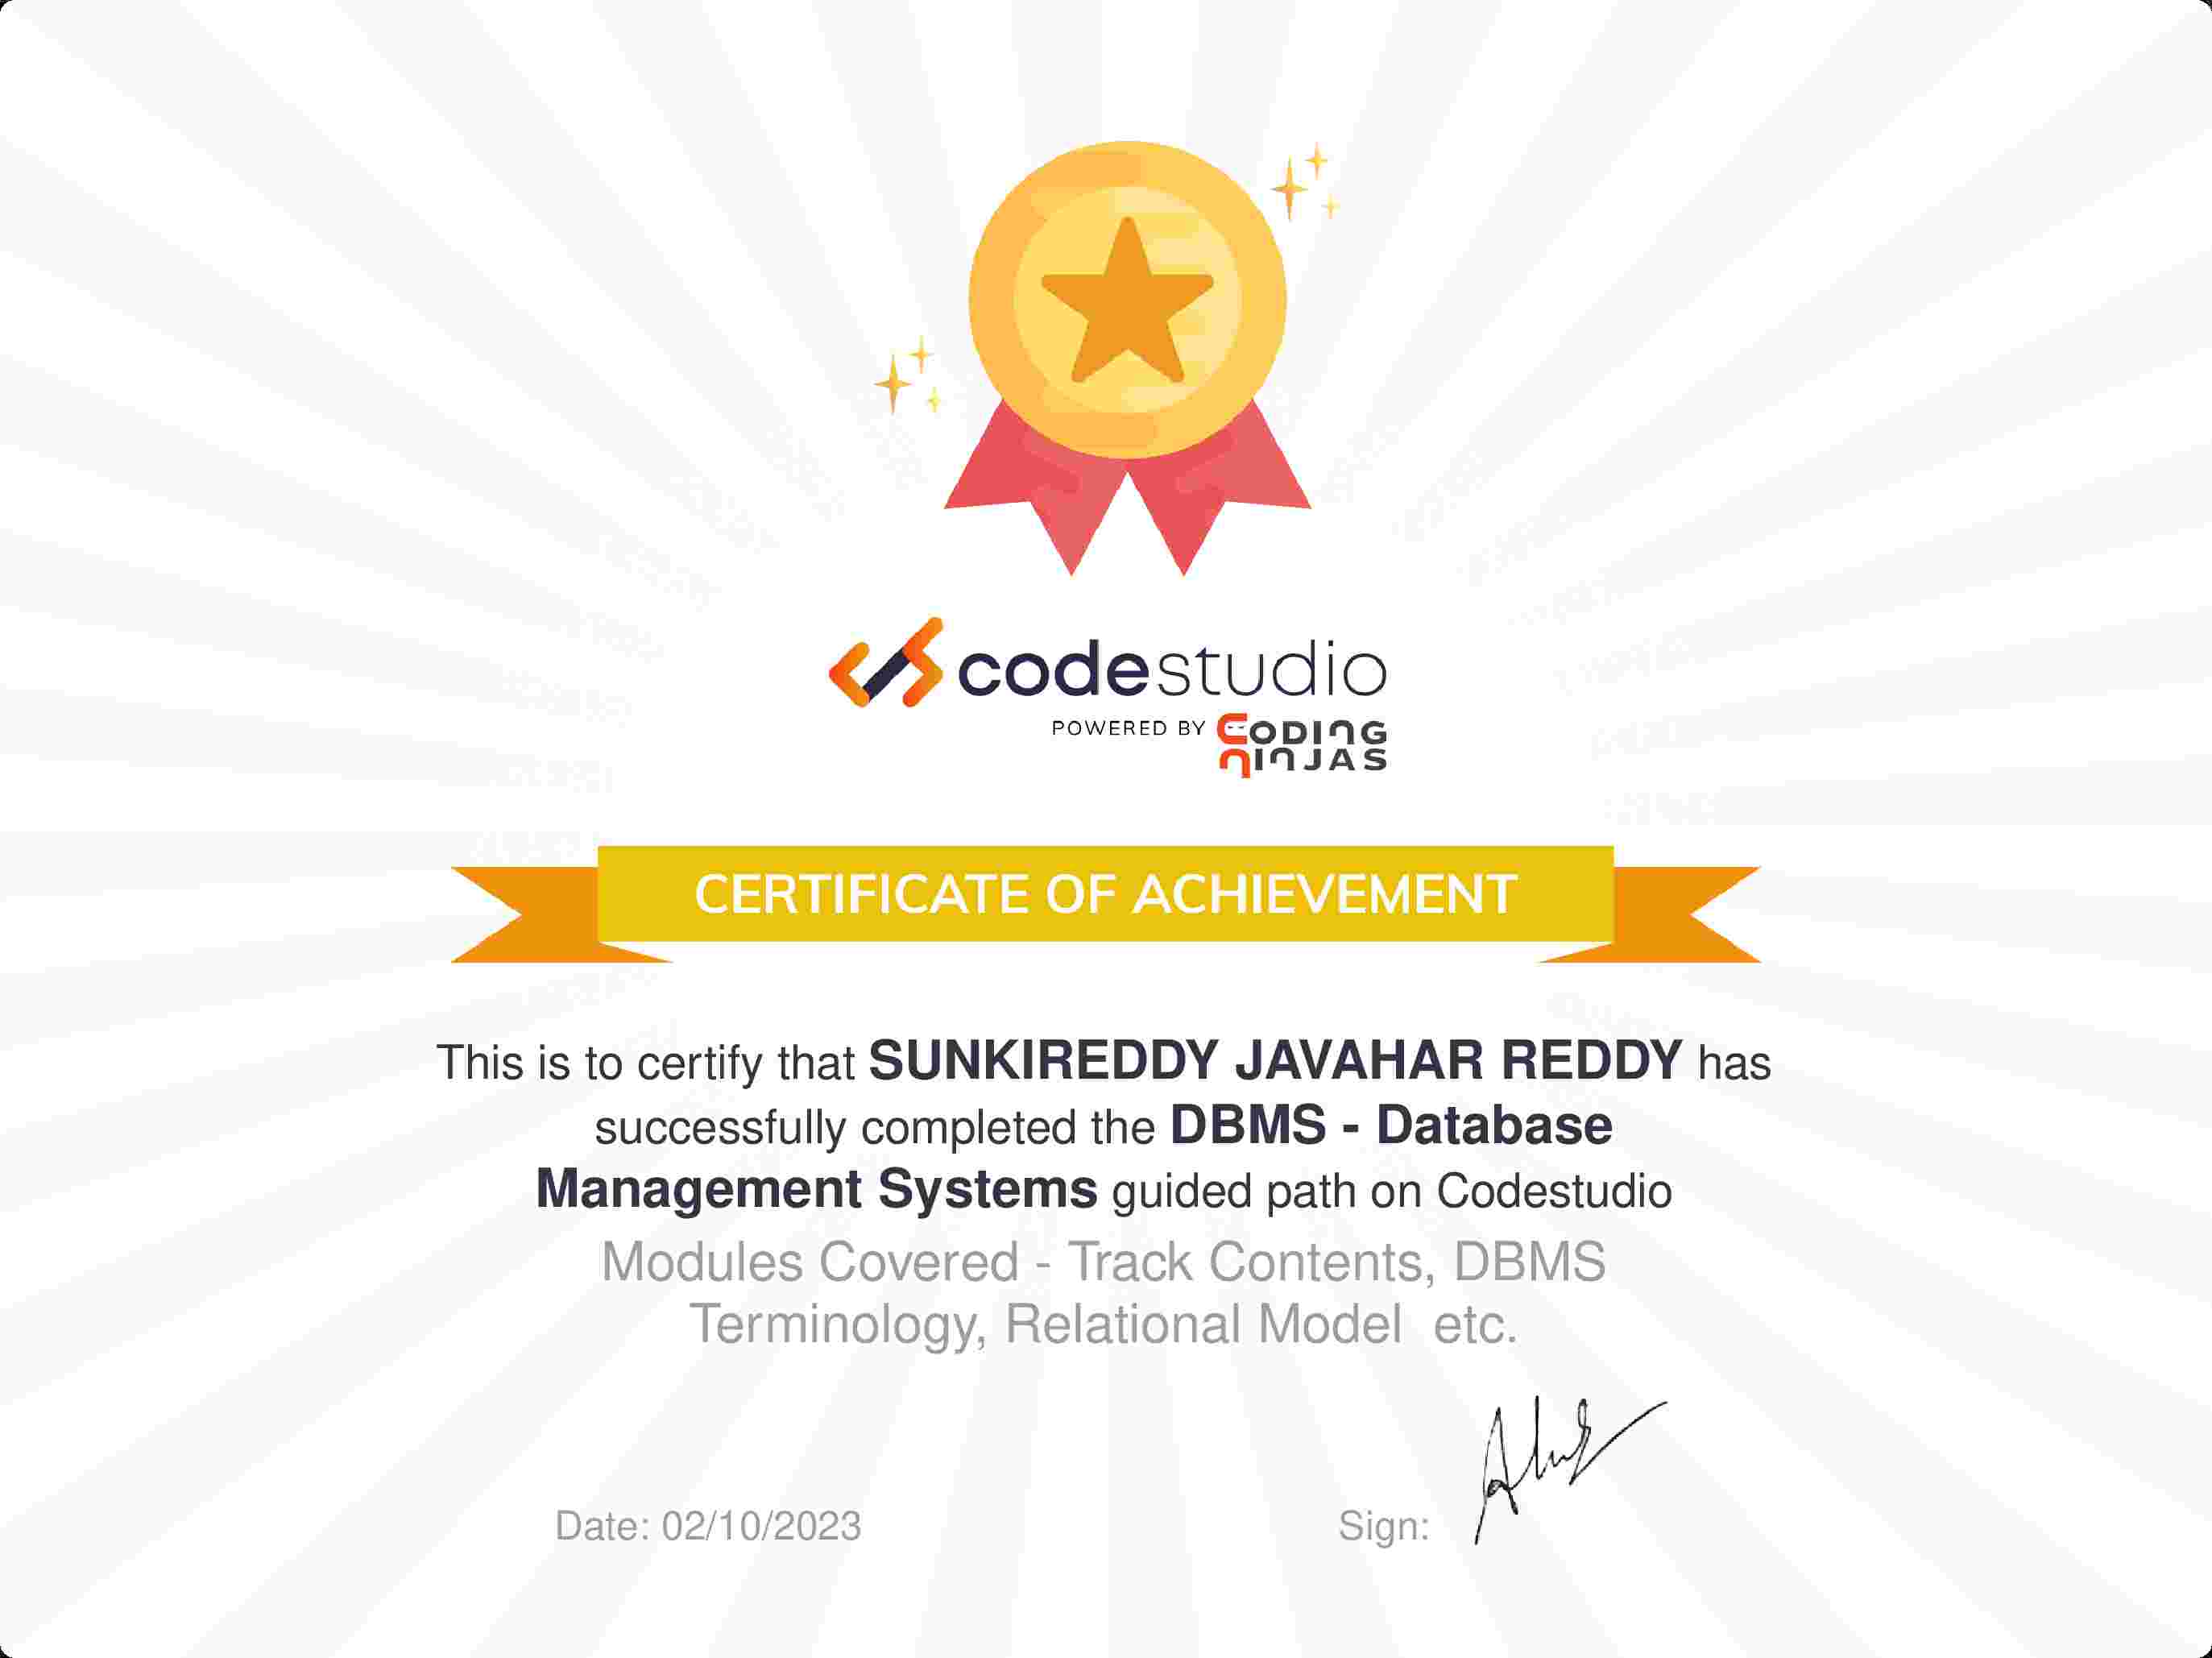 codestudio
POWERED BY CODING NINJAS
CERTIFICATE OF ACHIEVEMENT
This is to certify that SUNKIREDDY JAVAHAR REDDY has
successfully completed the DBMS - Database
Management Systems guided path on Codestudio
Modules Covered - Track Contents, DBMS
Terminology, Relational Model etc.
Date: 02/10/2023
Sign: